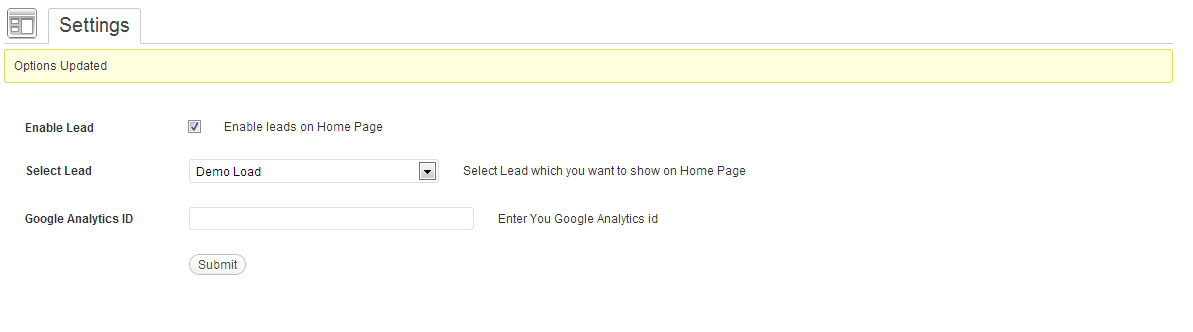 Settings
Options Updated
Enable Lead Enable leads on Home Page
Select Lead Demo Load Select Lead which you want to show on Home Page
Google Analytics ID Enter You Google Analytics id
Submit